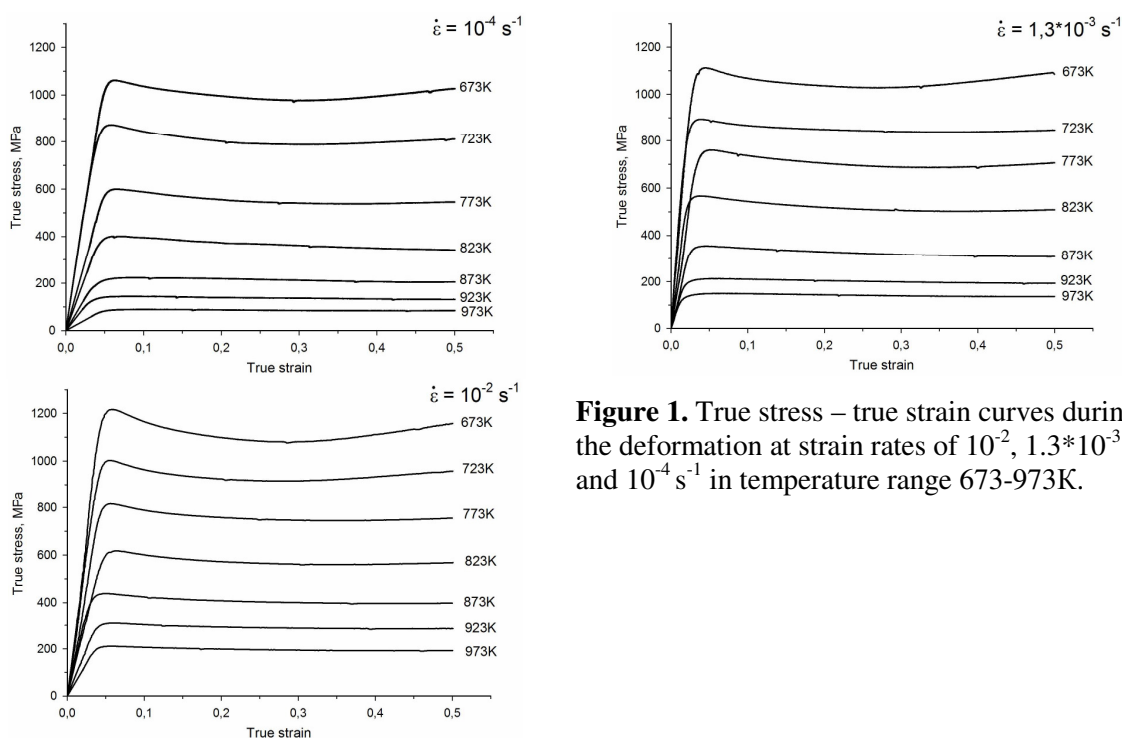 ε̇ = 10⁻⁴ s⁻¹
1200
1000
800
600
400
200
0
True stress, MPa
673K
723K
773K
823K
873K
923K
973K
0,0 0,1 0,2 0,3 0,4 0,5
True strain
ε̇ = 1,3*10⁻³ s⁻¹
1200
1000
800
600
400
200
0
True stress, MPa
673K
723K
773K
823K
873K
923K
973K
0,0 0,1 0,2 0,3 0,4 0,5
True strain
ε̇ = 10⁻² s⁻¹
1200
1000
800
600
400
200
0
True stress, MPa
673K
723K
773K
823K
873K
923K
973K
0,0 0,1 0,2 0,3 0,4 0,5
True strain
Figure 1. True stress – true strain curves durin
the deformation at strain rates of 10⁻², 1.3*10⁻³
and 10⁻⁴ s⁻¹ in temperature range 673-973K.